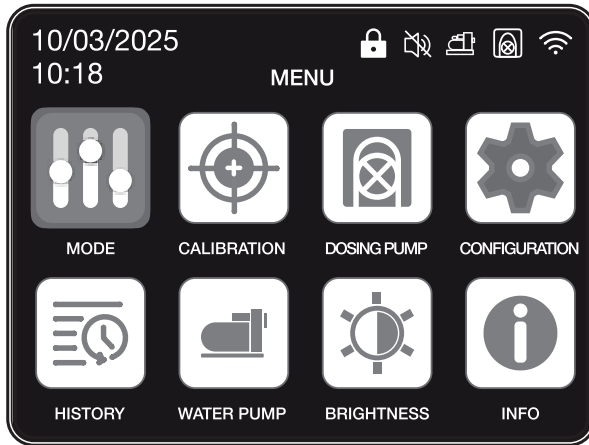 10/03/2025
10:18
MENU
MODE CALIBRATION DOSING PUMP CONFIGURATION
HISTORY WATER PUMP BRIGHTNESS INFO